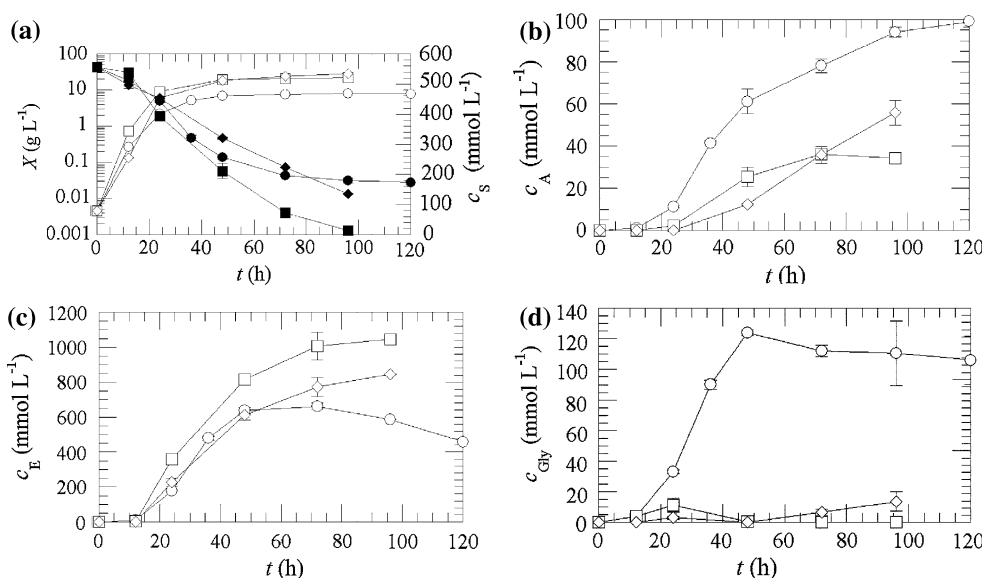 (a)
X (g L⁻¹)
100
10
1
0.1
0.01
0.001
600
500
400
300
200
100
0
c_S (mmol L⁻¹)
0 20 40 60 80 100 120
t (h)
(b)
c_A (mmol L⁻¹)
100
80
60
40
20
0
0 20 40 60 80 100 120
t (h)
(c)
c_E (mmol L⁻¹)
1200
1000
800
600
400
200
0
0 20 40 60 80 100 120
t (h)
(d)
c_Gly (mmol L⁻¹)
140
120
100
80
60
40
20
0
0 20 40 60 80 100 120
t (h)